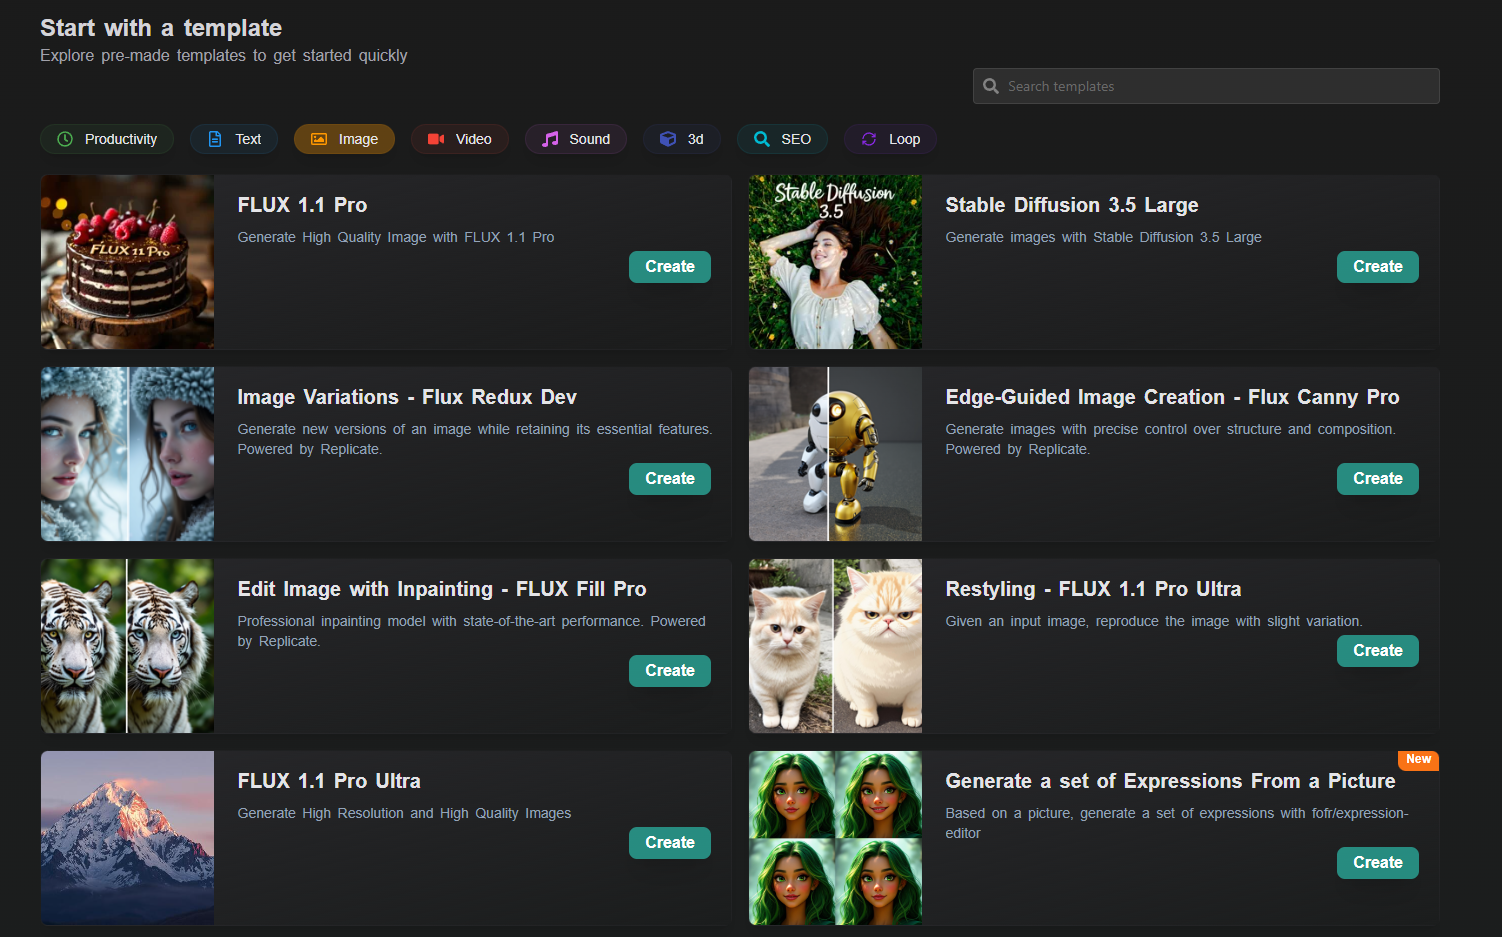 Start with a template
Explore pre-made templates to get started quickly
Search templates
Productivity
Text
Image
Video
Sound
3d
SEO
Loop
FLUX 11 Pro
FLUX 1.1 Pro
Generate High Quality Image with FLUX 1.1 Pro
Create
Stable Diffusion
3.5
Stable Diffusion 3.5 Large
Generate images with Stable Diffusion 3.5 Large
Create
Image Variations - Flux Redux Dev
Generate new versions of an image while retaining its essential features.
Powered by Replicate.
Create
Edge-Guided Image Creation - Flux Canny Pro
Generate images with precise control over structure and composition.
Powered by Replicate.
Create
Edit Image with Inpainting - FLUX Fill Pro
Professional inpainting model with state-of-the-art performance. Powered
by Replicate.
Create
Restyling - FLUX 1.1 Pro Ultra
Given an input image, reproduce the image with slight variation.
Create
FLUX 1.1 Pro Ultra
Generate High Resolution and High Quality Images
Create
New
Generate a set of Expressions From a Picture
Based on a picture, generate a set of expressions with fofr/expression-
editor
Create